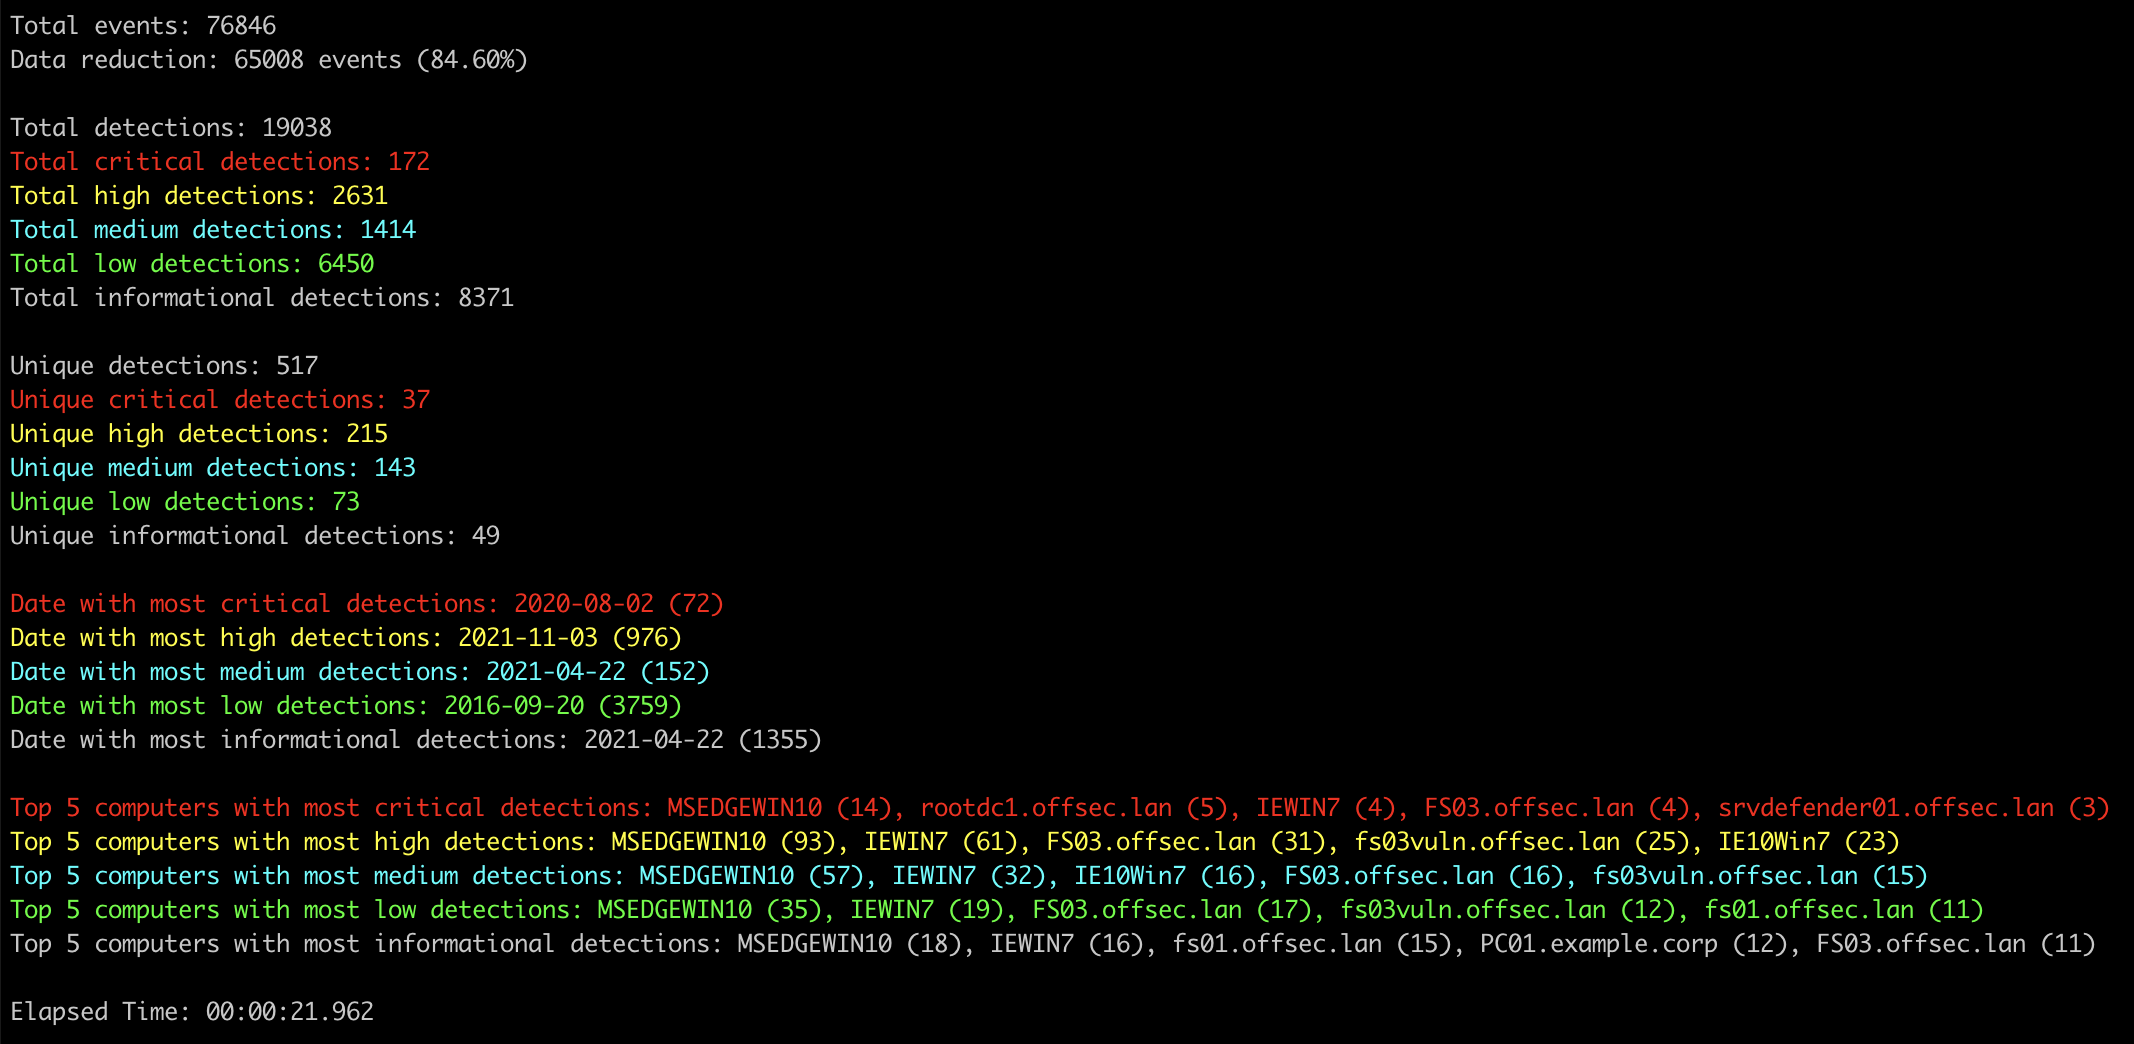 Total events: 76846
Data reduction: 65008 events (84.60%)
Total detections: 19038
Total critical detections: 172
Total high detections: 2631
Total medium detections: 1414
Total low detections: 6450
Total informational detections: 8371
Unique detections: 517
Unique critical detections: 37
Unique high detections: 215
Unique medium detections: 143
Unique low detections: 73
Unique informational detections: 49
Date with most critical detections: 2020-08-02 (72)
Date with most high detections: 2021-11-03 (976)
Date with most medium detections: 2021-04-22 (152)
Date with most low detections: 2016-09-20 (3759)
Date with most informational detections: 2021-04-22 (1355)
Top 5 computers with most critical detections: MSEDGEWIN10 (14), rootdc1.offsec.lan (5), IEWIN7 (4), FS03.offsec.lan (4), srvdefender01.offsec.lan (3)
Top 5 computers with most high detections: MSEDGEWIN10 (93), IEWIN7 (61), FS03.offsec.lan (31), fs03vuln.offsec.lan (25), IE10Win7 (23)
Top 5 computers with most medium detections: MSEDGEWIN10 (57), IEWIN7 (32), IE10Win7 (16), FS03.offsec.lan (16), fs03vuln.offsec.lan (15)
Top 5 computers with most low detections: MSEDGEWIN10 (35), IEWIN7 (19), FS03.offsec.lan (17), fs03vuln.offsec.lan (12), fs01.offsec.lan (11)
Top 5 computers with most informational detections: MSEDGEWIN10 (18), IEWIN7 (16), fs01.offsec.lan (15), PC01.example.corp (12), FS03.offsec.lan (11)
Elapsed Time: 00:00:21.962